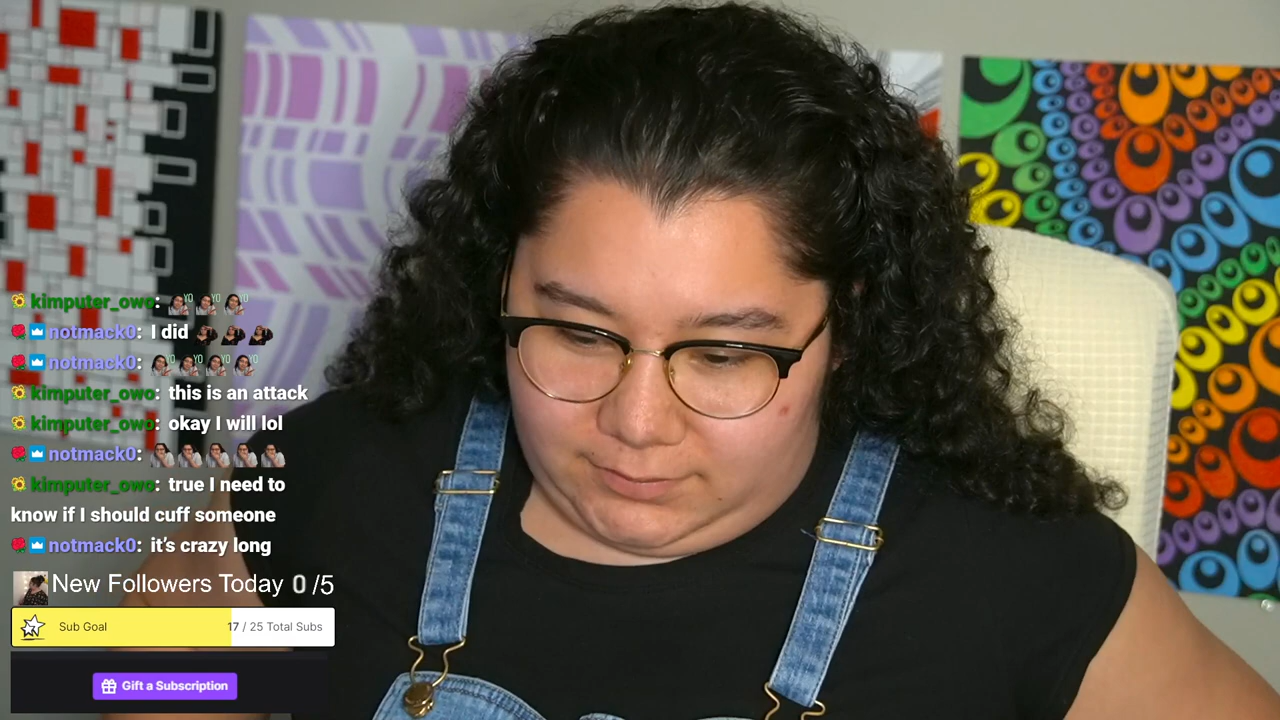 kimputer_owo:
notmack0: I did
notmack0:
kimputer_owo: this is an attack
kimputer_owo: okay I will lol
notmack0:
kimputer_owo: true I need to
know if I should cuff someone
notmack0: it's crazy long
New Followers Today 0 /5
Sub Goal 17 / 25 Total Subs
Gift a Subscription